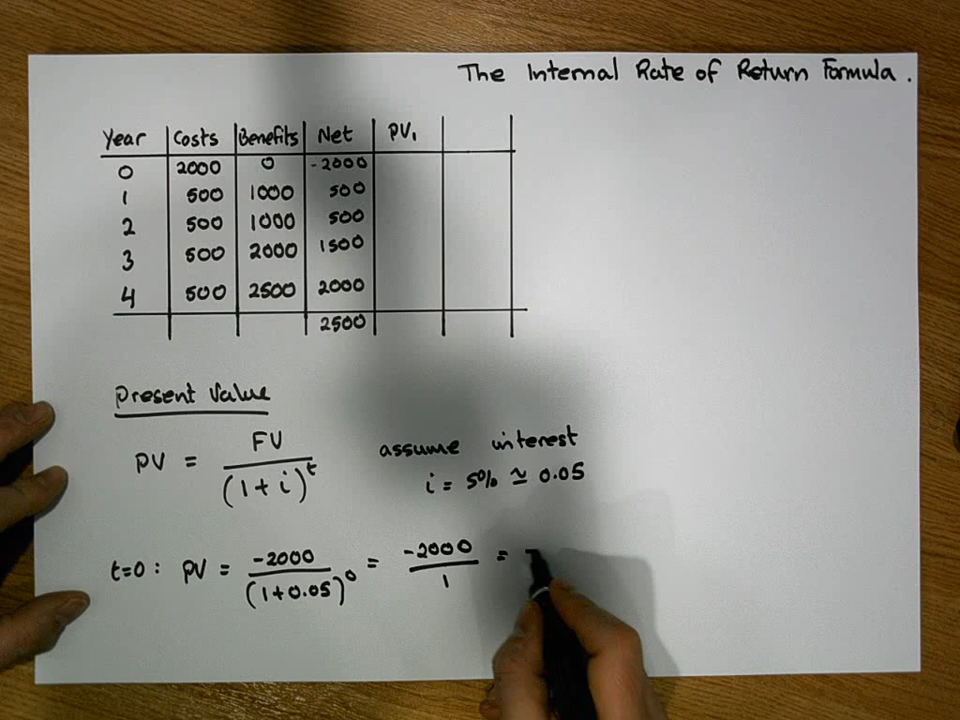 The Internal Rate of Return Formula.
Year Costs Benefits Net PV₁
0 2000 0 -2000
1 500 1000 500
2 500 1000 500
3 500 2000 1500
4 500 2500 2000
2500
Present Value
PV = FV / (1 + i)^t assume interest
i = 5% ≃ 0.05
t=0: PV = -2000 / (1+0.05)^0 = -2000 / 1 =